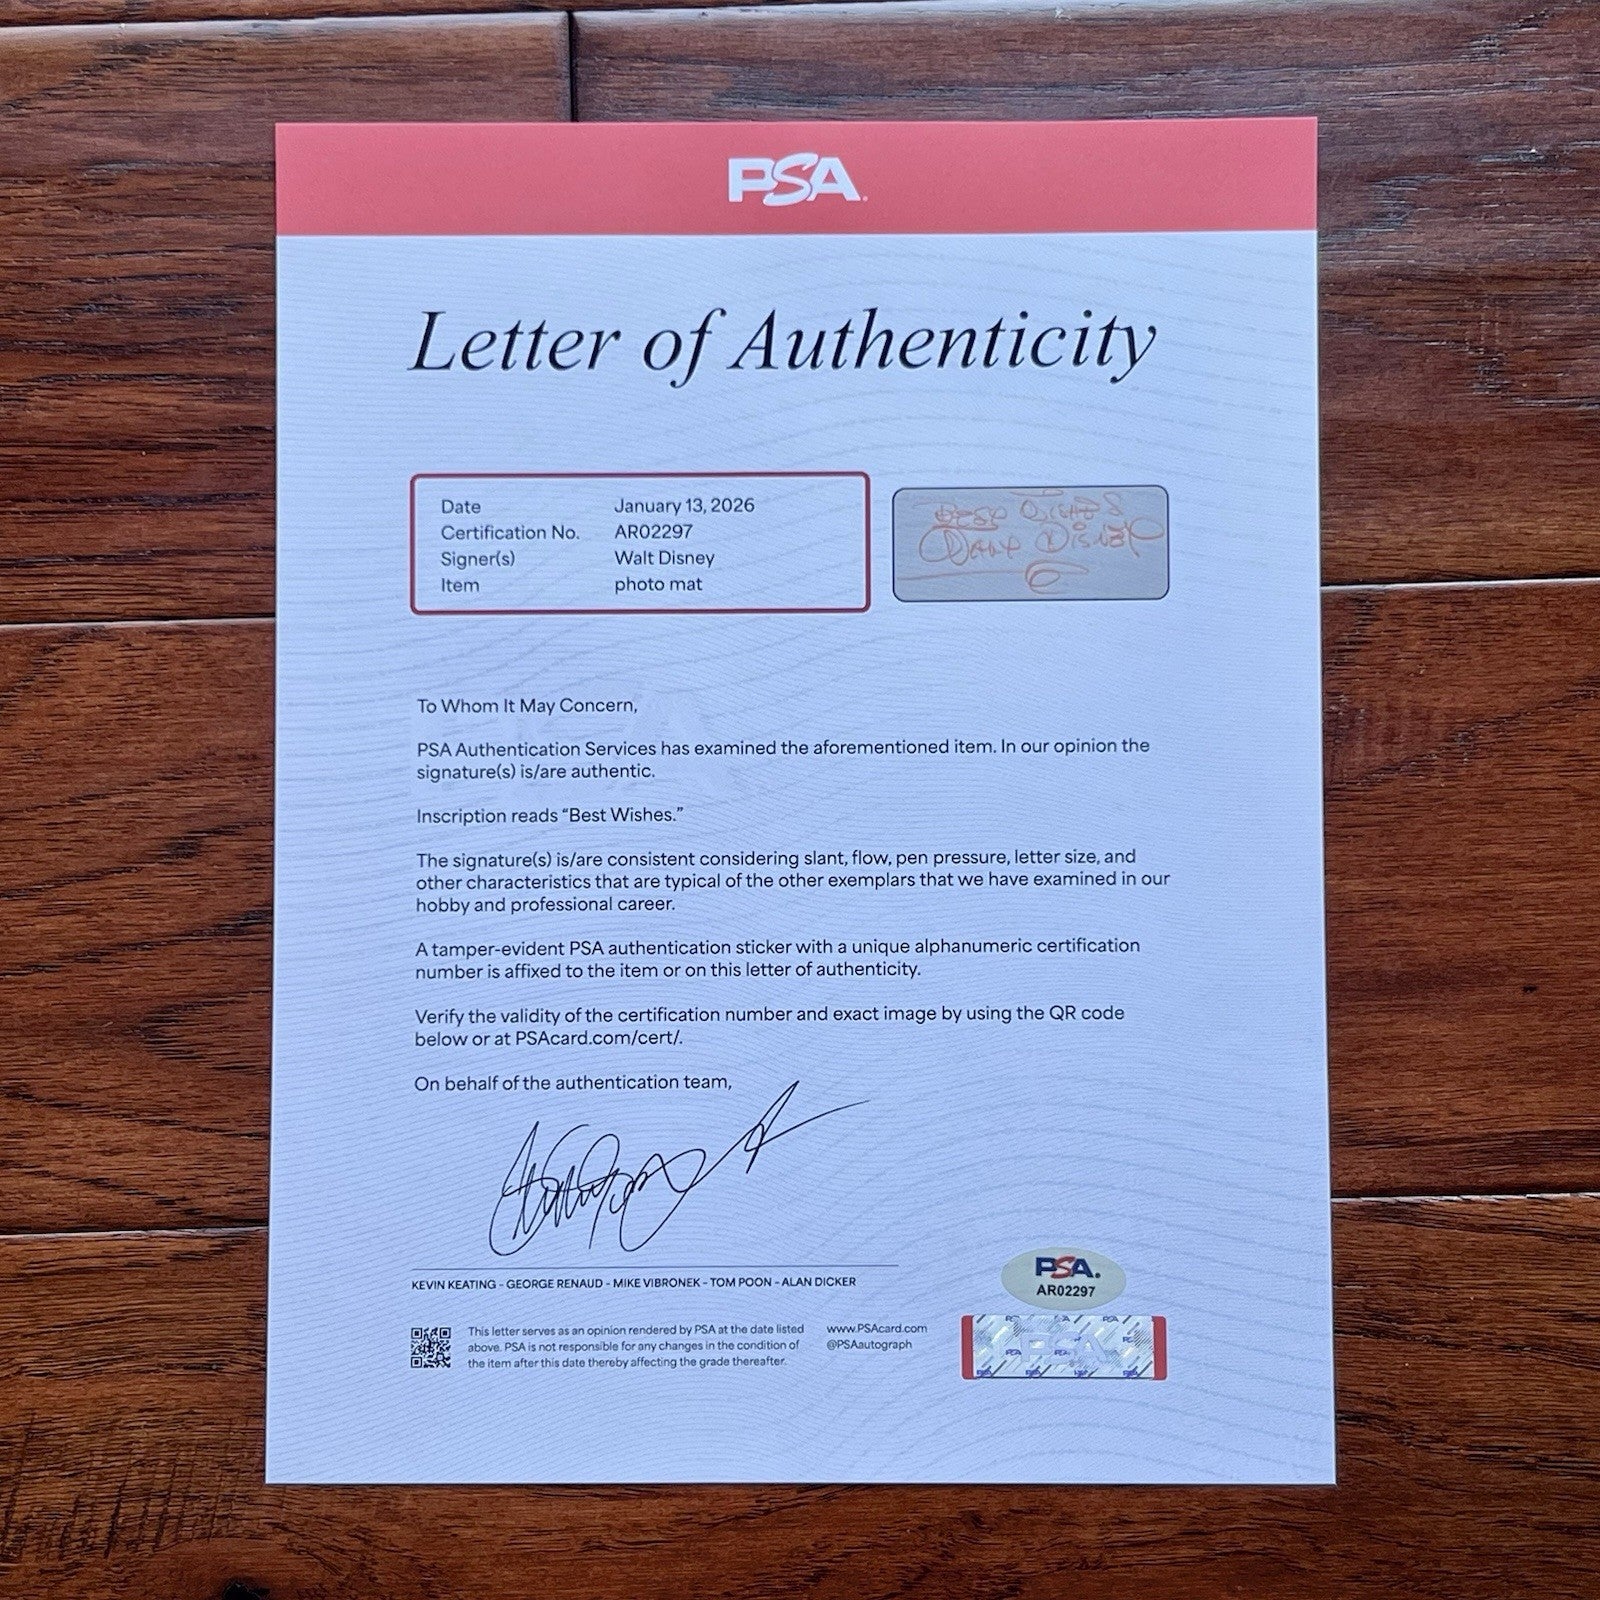 PSA.
Letter of Authenticity
Date January 13, 2026
Certification No. AR02297
Signer(s) Walt Disney
Item photo mat
Best Wishes
Walt Disney
To Whom It May Concern,
PSA Authentication Services has examined the aforementioned item. In our opinion the
signature(s) is/are authentic.
Inscription reads “Best Wishes.”
The signature(s) is/are consistent considering slant, flow, pen pressure, letter size, and
other characteristics that are typical of the other exemplars that we have examined in our
hobby and professional career.
A tamper-evident PSA authentication sticker with a unique alphanumeric certification
number is affixed to the item or on this letter of authenticity.
Verify the validity of the certification number and exact image by using the QR code
below or at PSAcard.com/cert/.
On behalf of the authentication team,
KEVIN KEATING - GEORGE RENAUD - MIKE VIBRONEK - TOM POON - ALAN DICKER
This letter serves as an opinion rendered by PSA at the date listed
above. PSA is not responsible for any changes in the condition of
the item after this date thereby affecting the grade thereafter.
www.PSAcard.com
@PSAautograph
PSA.
AR02297
PSA